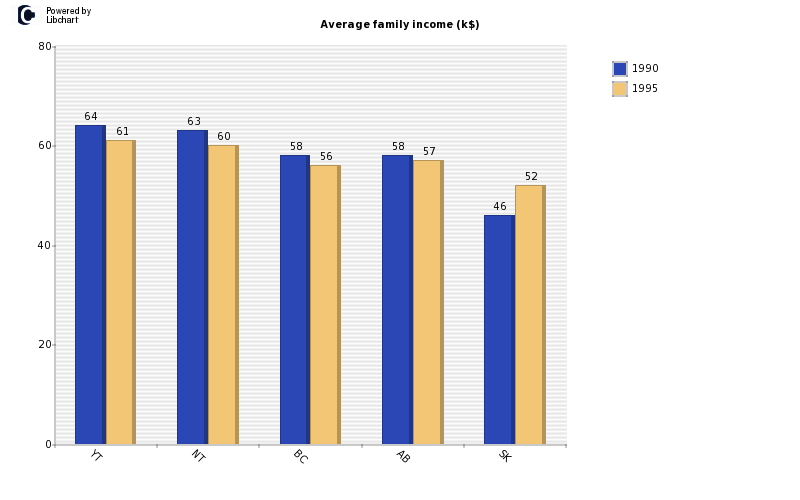 Powered by
Libchart
Average family income (k$)
80
60
40
20
0
64
61
63
60
58
56
58
57
46
52
YT
NT
BC
AB
SK
1990
1995